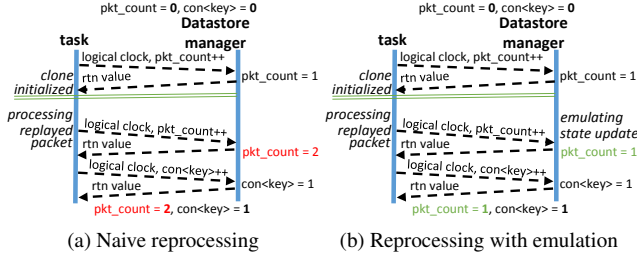 pkt_count = 0, con<key> = 0
task
Datastore
manager
logical clock, pkt_count++
rtn value
pkt_count = 1
clone
initialized
processing
replayed
packet
logical clock, pkt_count++
rtn value
pkt_count = 2
logical clock, con<key>++
rtn value
con<key> = 1
pkt_count = 2, con<key> = 1
(a) Naive reprocessing
pkt_count = 0, con<key> = 0
task
Datastore
manager
logical clock, pkt_count++
rtn value
pkt_count = 1
clone
initialized
processing
replayed
packet
emulating
state update
logical clock, pkt_count++
rtn value
pkt_count = 1
logical clock, con<key>++
rtn value
con<key> = 1
pkt_count = 1, con<key> = 1
(b) Reprocessing with emulation